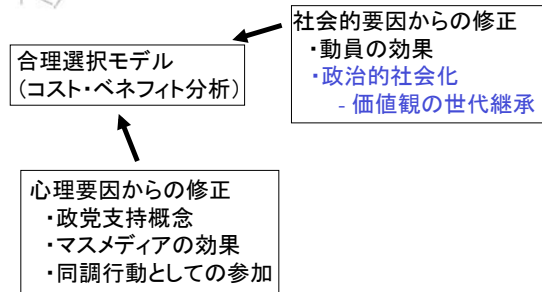 社会的要因からの修正
・動員の効果
・政治的社会化
- 価値観の世代継承
合理選択モデル
(コスト・ベネフィト分析)
心理要因からの修正
・政党支持概念
・マスメディアの効果
・同調行動としての参加